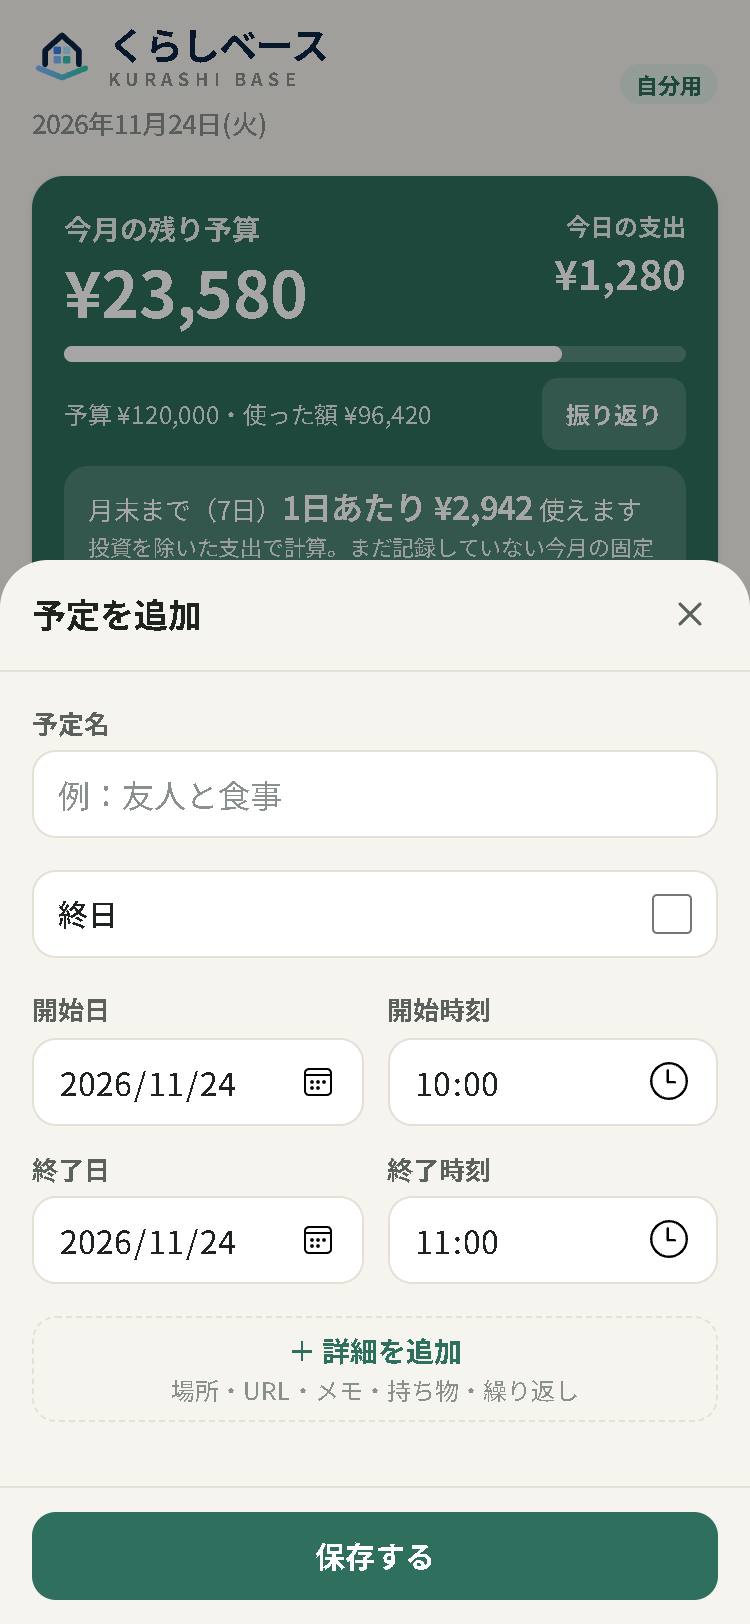 くらしベース
KURASHI BASE
自分用
2026年11月24日(火)
今月の残り予算
今日の支出
¥23,580
¥1,280
予算 ¥120,000・使った額 ¥96,420
振り返り
月末まで（7日）1日あたり ¥2,942 使えます
投資を除いた支出で計算。まだ記録していない今月の固定
予定を追加
予定名
例：友人と食事
終日
開始日
開始時刻
2026/11/24
10:00
終了日
終了時刻
2026/11/24
11:00
＋ 詳細を追加
場所・URL・メモ・持ち物・繰り返し
保存する